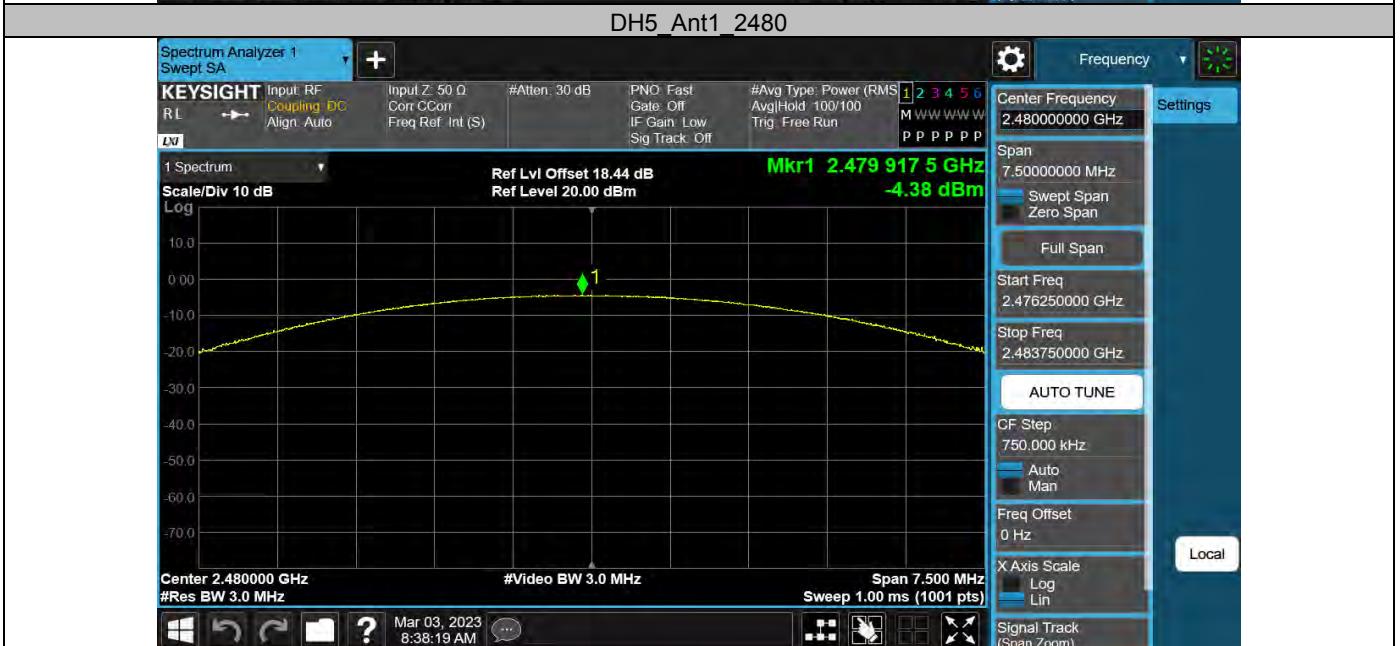 DH5_Ant1_2480
Spectrum Analyzer 1
Swept SA
Frequency
KEYSIGHT
RL
LXI
Input: RF
Coupling: DC
Align: Auto
Input Z: 50 Ω
Corr CCorr
Freq Ref: Int (S)
#Atten: 30 dB
PNO: Fast
Gate: Off
IF Gain: Low
Sig Track: Off
#Avg Type: Power (RMS
Avg|Hold: 100/100
Trig: Free Run
1 2 3 4 5 6
M W W W W W
P P P P P P
1 Spectrum
Scale/Div 10 dB
Ref Lvl Offset 18.44 dB
Ref Level 20.00 dBm
Mkr1 2.479 917 5 GHz
-4.38 dBm
Log
10.0
0.00
-10.0
-20.0
-30.0
-40.0
-50.0
-60.0
-70.0
1
Center 2.480000 GHz
#Res BW 3.0 MHz
#Video BW 3.0 MHz
Span 7.500 MHz
Sweep 1.00 ms (1001 pts)
Mar 03, 2023
8:38:19 AM
Center Frequency
2.480000000 GHz
Settings
Span
7.50000000 MHz
Swept Span
Zero Span
Full Span
Start Freq
2.476250000 GHz
Stop Freq
2.483750000 GHz
AUTO TUNE
CF Step
750.000 kHz
Auto
Man
Freq Offset
0 Hz
X Axis Scale
Log
Lin
Local
Signal Track
(Span Zoom)